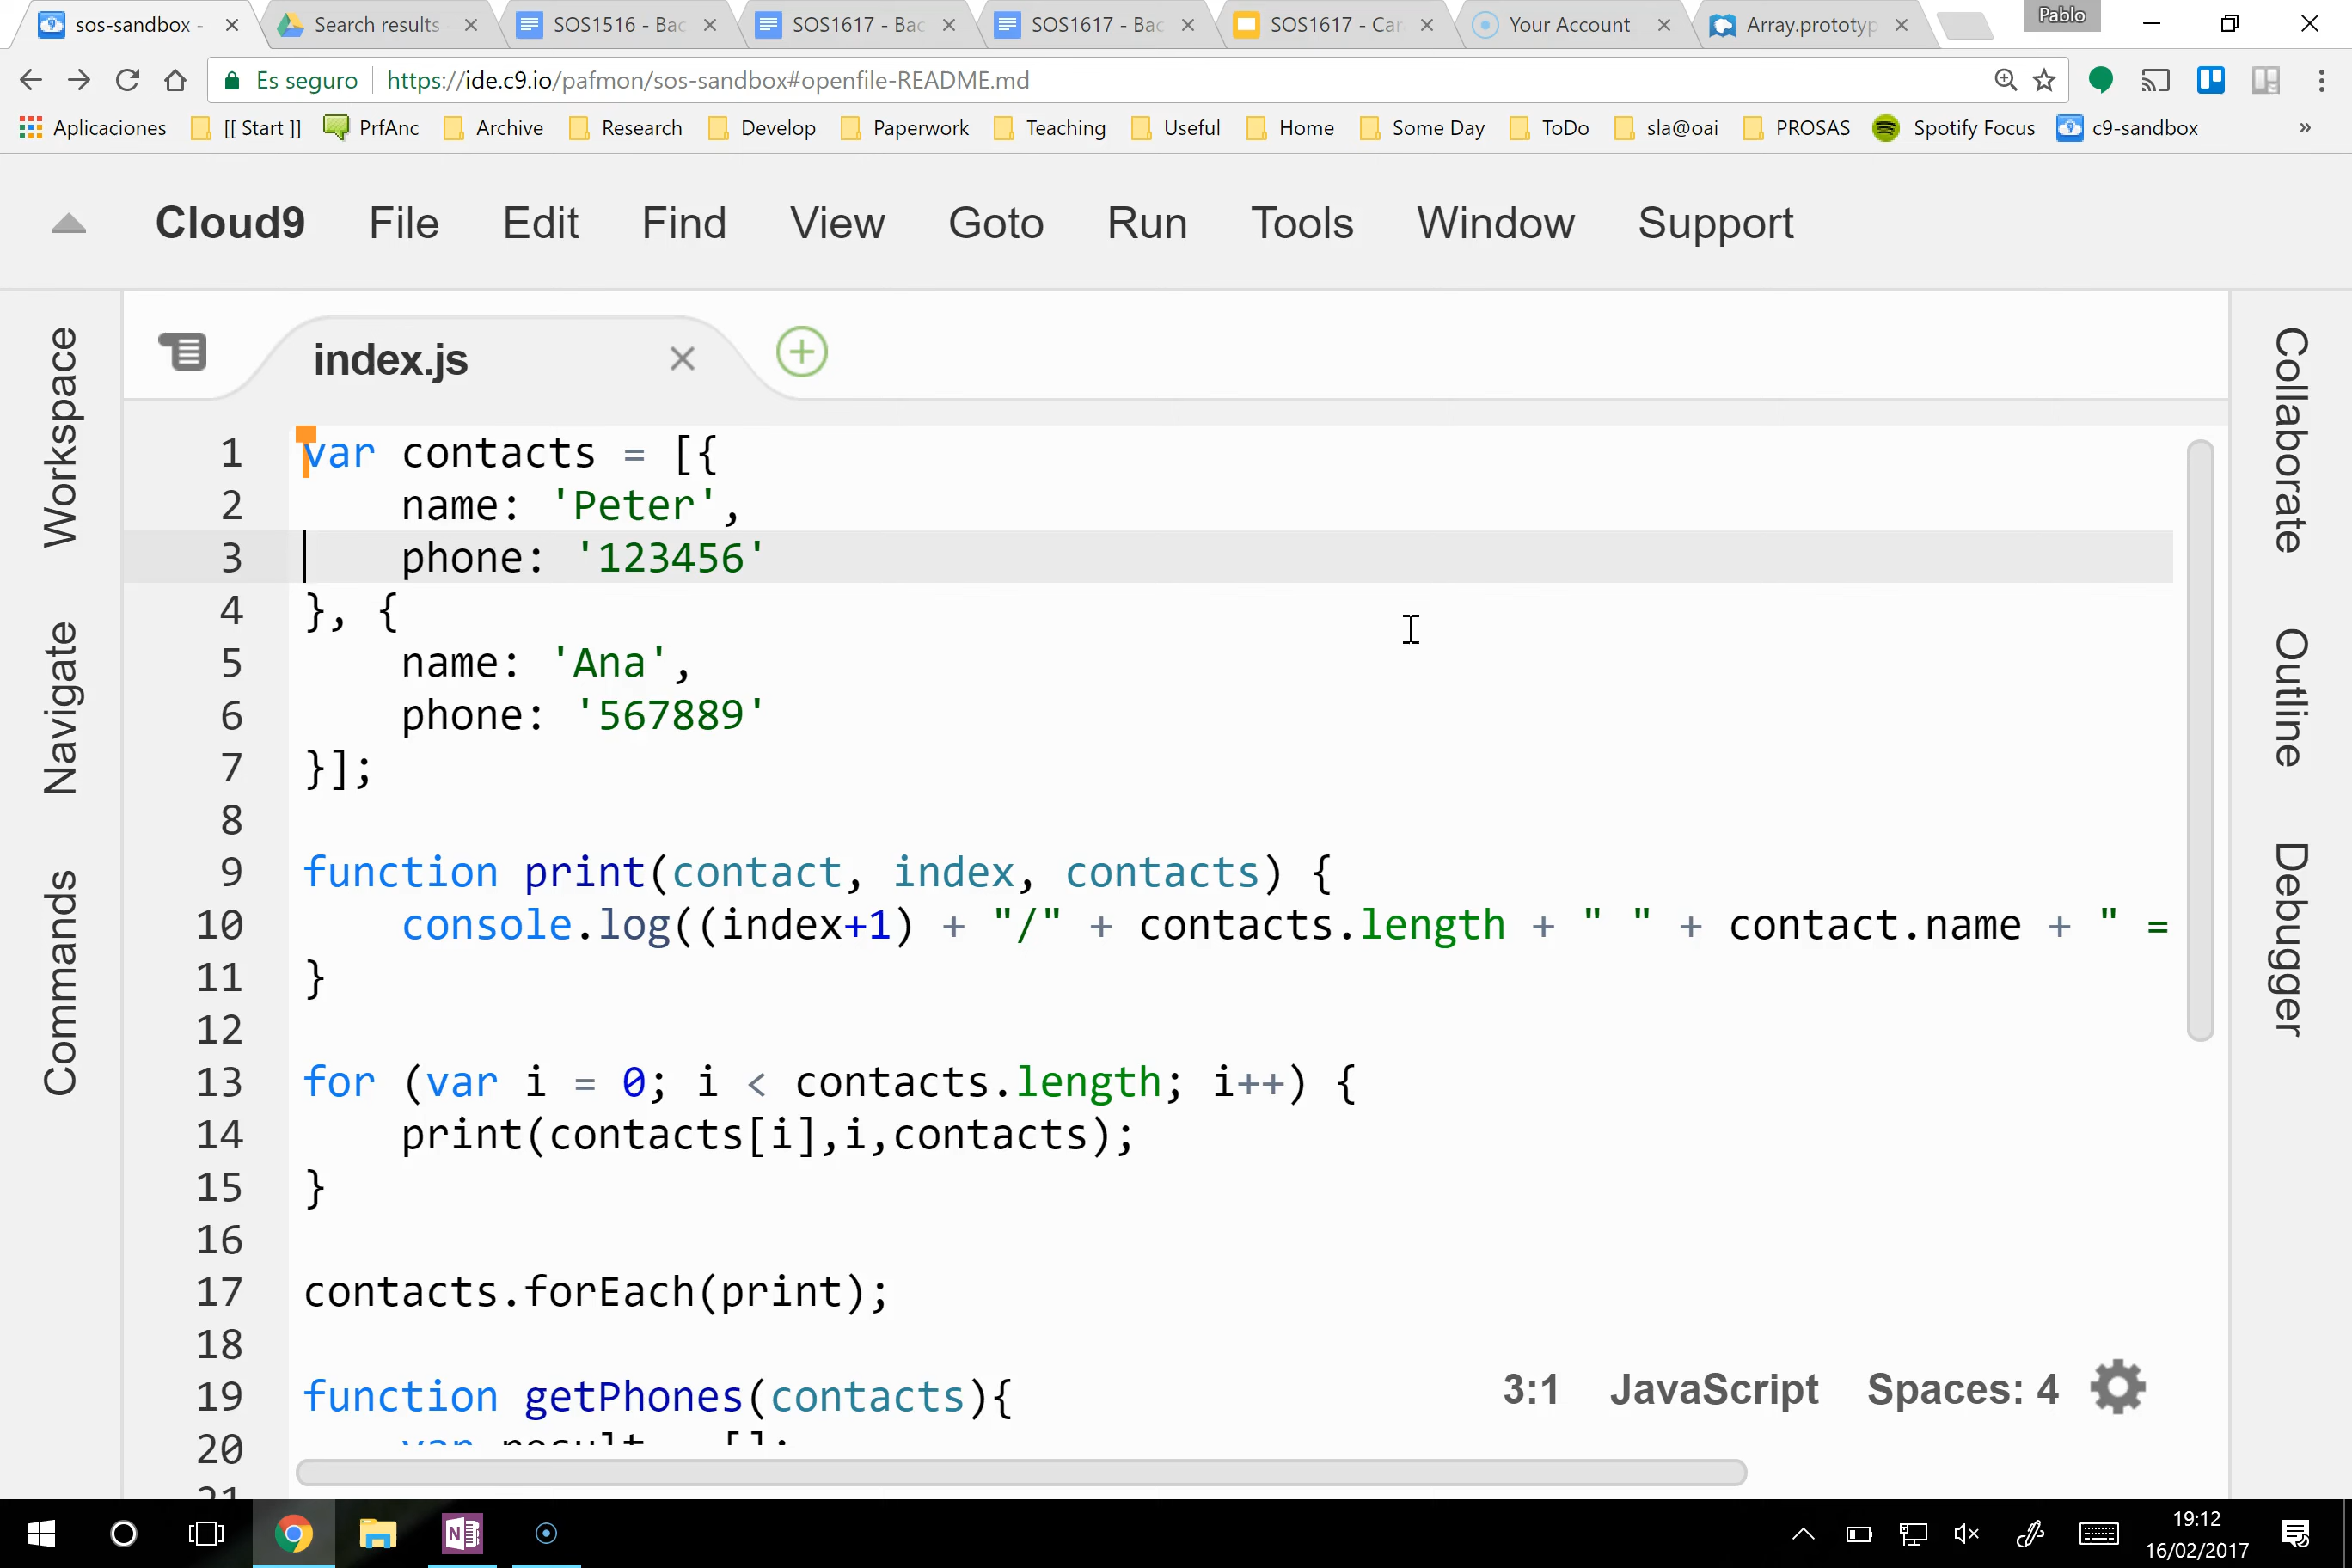 sos-sandbox -
Search results
SOS1516 - Bac
SOS1617 - Bac
SOS1617 - Bac
SOS1617 - Car
Your Account
Array.prototyp
Pablo
Es seguro
https://ide.c9.io/pafmon/sos-sandbox#openfile-README.md
Aplicaciones [[ Start ]] PrfAnc Archive Research Develop Paperwork Teaching Useful Home Some Day ToDo sla@oai PROSAS Spotify Focus c9-sandbox »
Cloud9 File Edit Find View Goto Run Tools Window Support
Workspace
Navigate
Commands
index.js
1 var contacts = [{
2 name: 'Peter',
3 phone: '123456'
4 }, {
5 name: 'Ana',
6 phone: '567889'
7 }];
8
9 function print(contact, index, contacts) {
10 console.log((index+1) + "/" + contacts.length + " " + contact.name + " =
11 }
12
13 for (var i = 0; i < contacts.length; i++) {
14 print(contacts[i],i,contacts);
15 }
16
17 contacts.forEach(print);
18
19 function getPhones(contacts){
20 var result = [];
21
3:1 JavaScript Spaces: 4
Collaborate
Outline
Debugger
19:12
16/02/2017